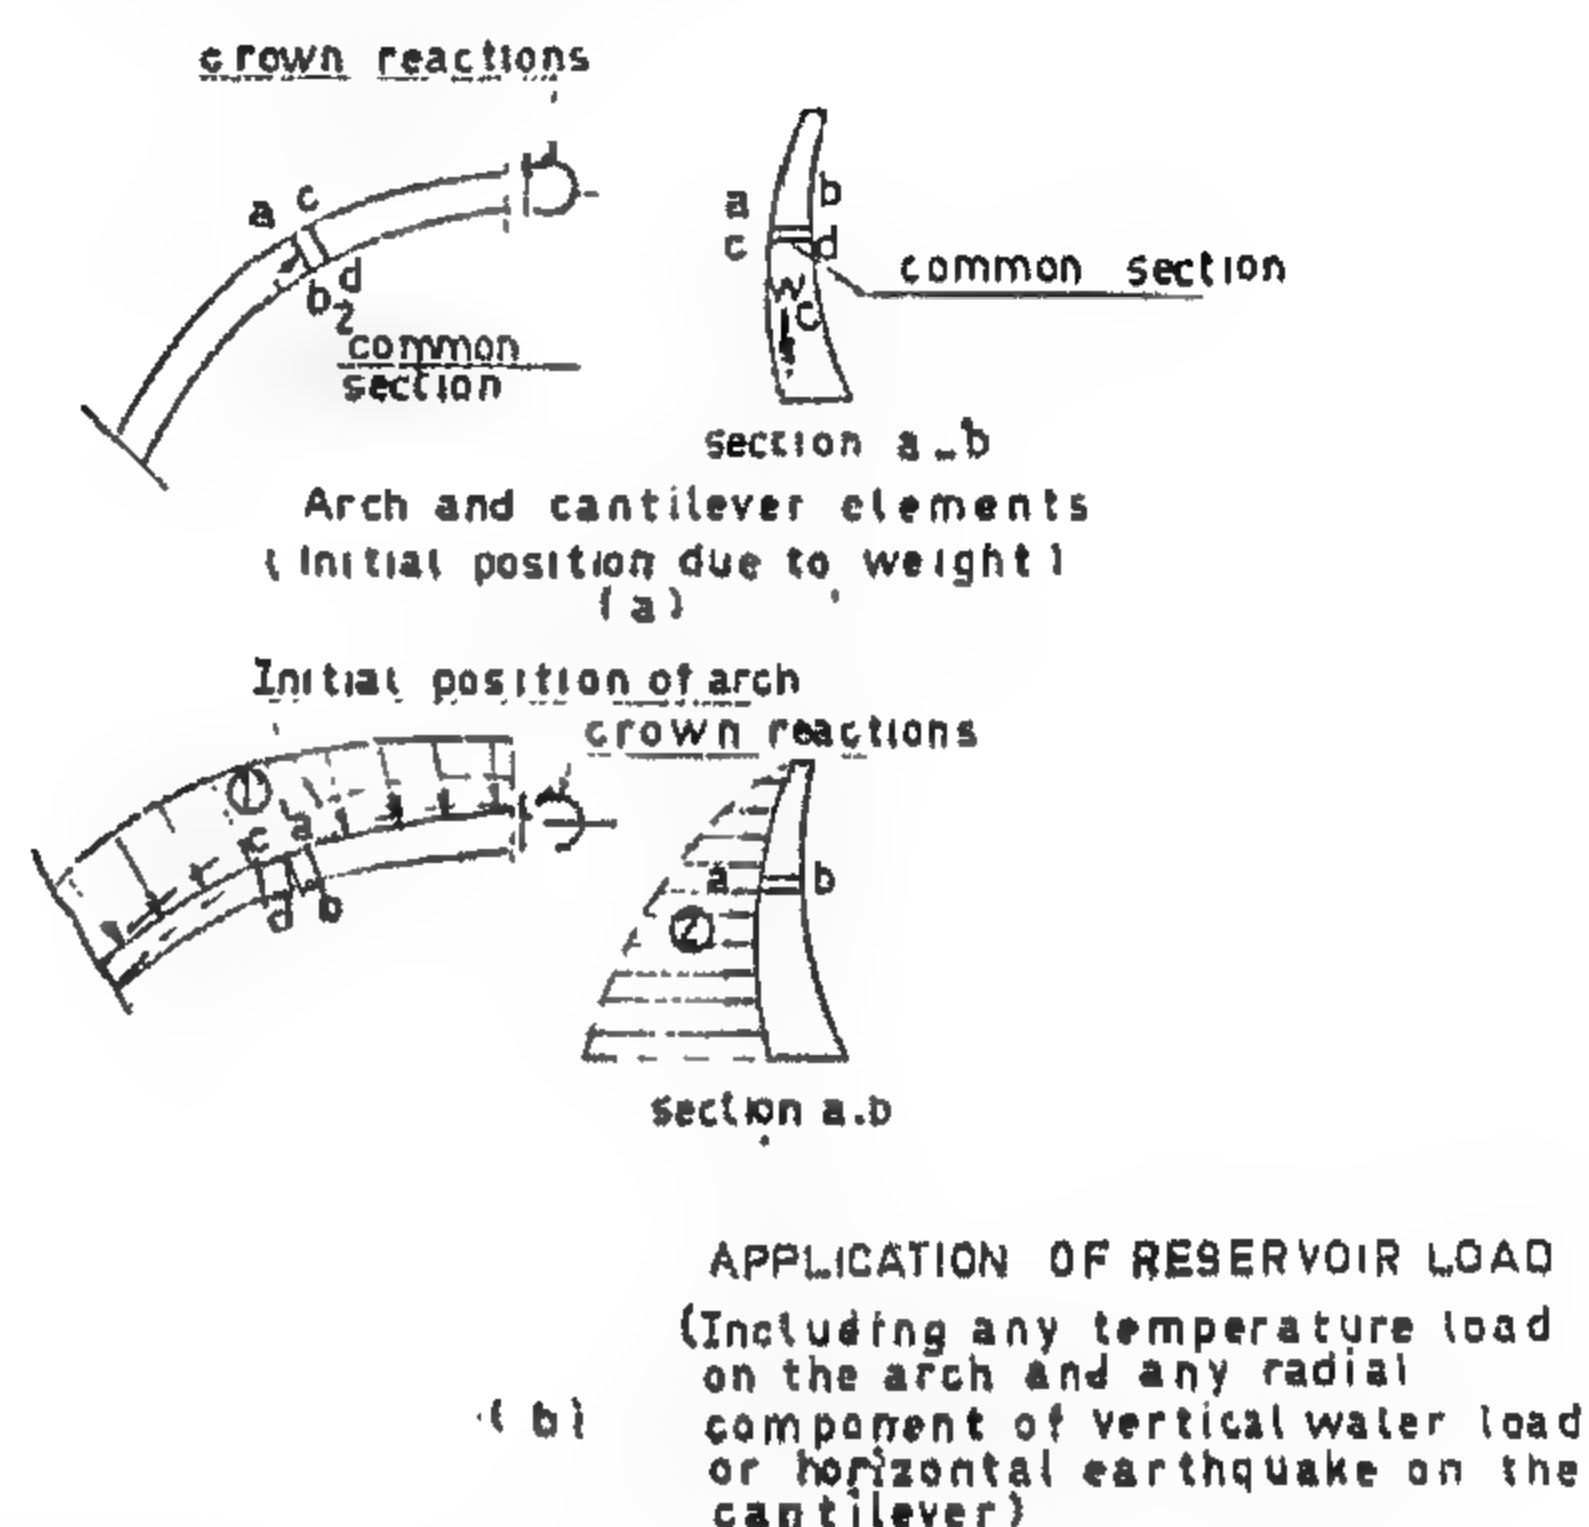 crown reactions
a c
b d
2
common
section
a b
c d
common section
W
C
section a-b
Arch and cantilever elements
(Initial position due to weight)
(a)
Initial position of arch
crown reactions
1
c a
d b
a b
2
section a.b
APPLICATION OF RESERVOIR LOAD
(Including any temperature load
on the arch and any radial
(b)
component of vertical water load
or horizontal earthquake on the
cantilever)